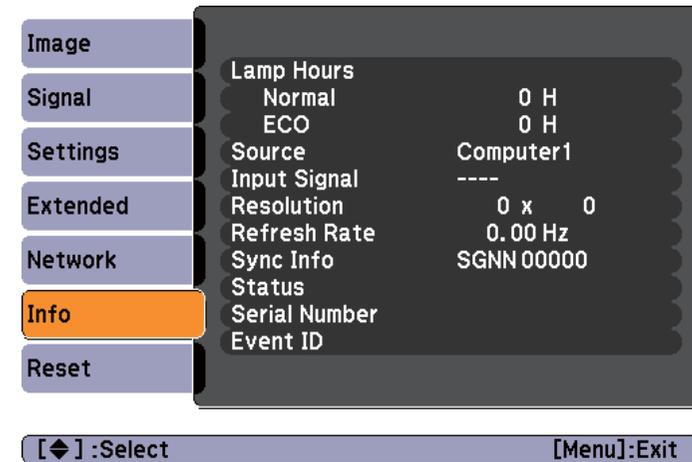 Image
Signal
Settings
Extended
Network
Info
Reset
Lamp Hours
Normal 0 H
ECO 0 H
Source Computer1
Input Signal ----
Resolution 0 x 0
Refresh Rate 0.00 Hz
Sync Info SGNN 00000
Status
Serial Number
Event ID
[◆] :Select [Menu]:Exit